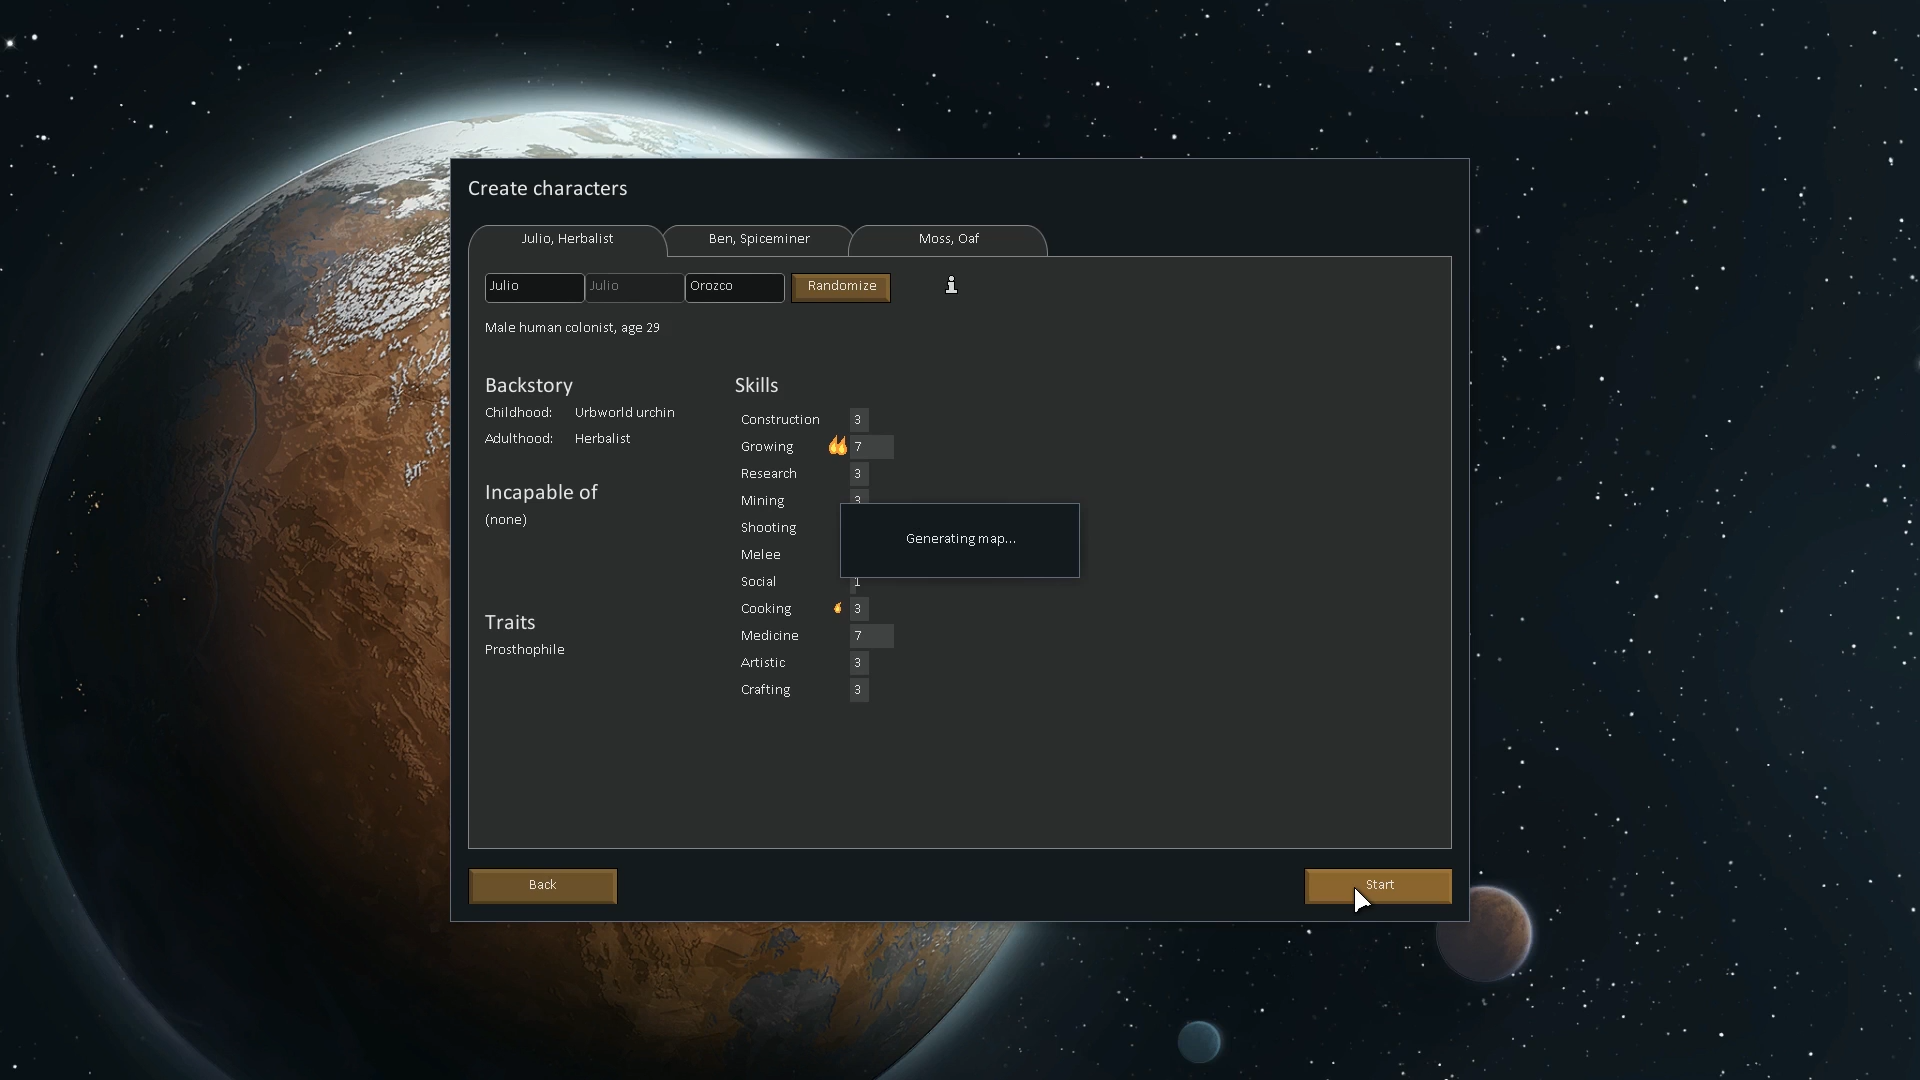 Create characters
Julio, Herbalist
Ben, Spiceminer
Moss, Oaf
Julio
Julio
Orozco
Randomize
Male human colonist, age 29
Backstory
Childhood: Urbworld urchin
Adulthood: Herbalist
Incapable of
(none)
Traits
Prosthophile
Skills
Construction 3
Growing 7
Research 3
Mining 3
Shooting
Melee
Social 1
Cooking 3
Medicine 7
Artistic 3
Crafting 3
Generating map...
Back
Start